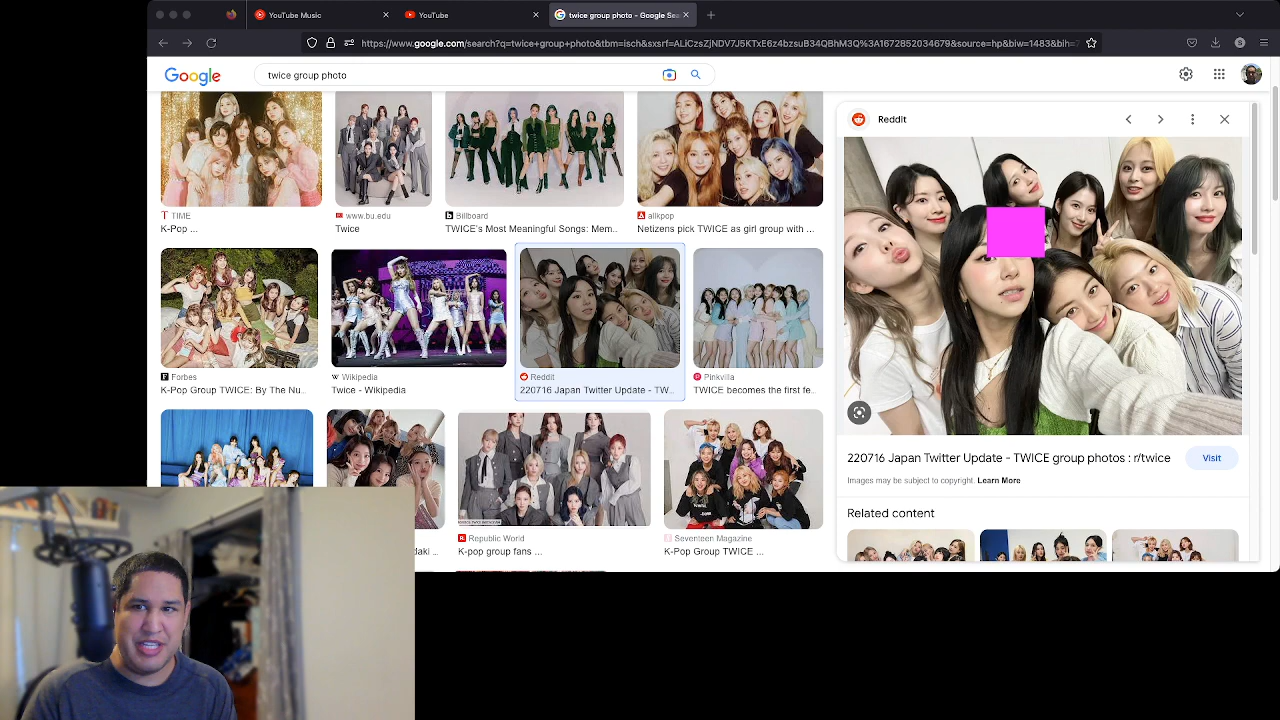 YouTube Music
YouTube
twice group photo - Google Sea
https://www.google.com/search?q=twice+group+photo&tbm=isch&sxsrf=ALiCzsZjNDV7J5KTxE6z4bzsuB34QBhM3Q%3A1672852034679&source=hp&biw=1483&bih=7
Google
twice group photo
Reddit
TIME
K-Pop ...
www.bu.edu
Twice
Billboard
TWICE's Most Meaningful Songs: Mem..
allkpop
Netizens pick TWICE as girl group with ...
Forbes
K-Pop Group TWICE: By The Nu..
Wikipedia
Twice - Wikipedia
Reddit
220716 Japan Twitter Update - TW...
Pinkvilla
TWICE becomes the first fe..
220716 Japan Twitter Update - TWICE group photos : r/twice
Visit
Images may be subject to copyright. Learn More
Related content
daki ...
Republic World
K-pop group fans ...
Seventeen Magazine
K-Pop Group TWICE ...